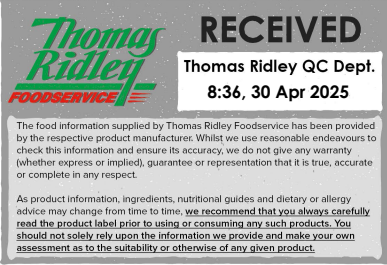 Thomas
Ridley
FOODSERVICE
RECEIVED
Thomas Ridley QC Dept.
8:36, 30 Apr 2025
The food information supplied by Thomas Ridley Foodservice has been provided
by the respective product manufacturer. Whilst we use reasonable endeavours to
check this information and ensure its accuracy, we do not give any warranty
(whether express or implied), guarantee or representation that it is true, accurate
or complete in any respect.
As product information, ingredients, nutritional guides and dietary or allergy
advice may change from time to time, we recommend that you always carefully
read the product label prior to using or consuming any such products. You
should not solely rely upon the information we provide and make your own
assessment as to the suitability or otherwise of any given product.